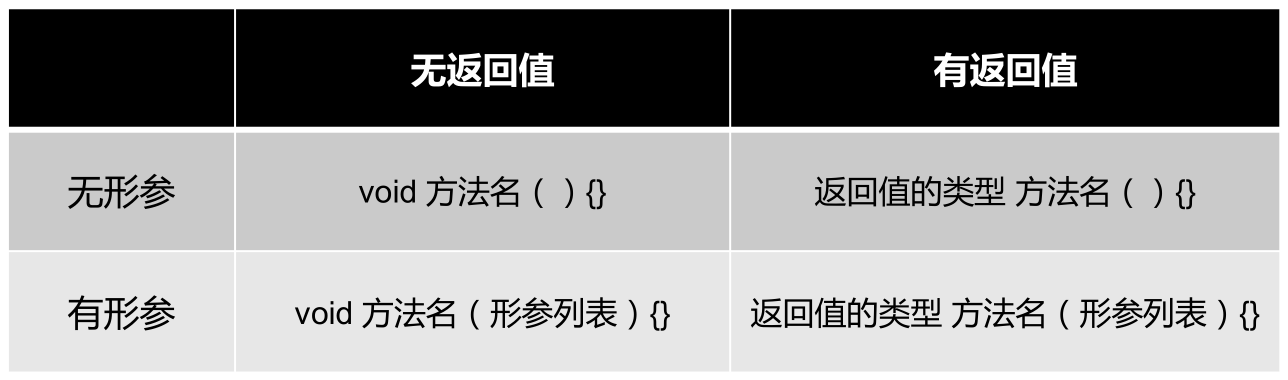 无返回值 有返回值
无形参 void 方法名（ ）{} 返回值的类型 方法名（ ）{}
有形参 void 方法名（形参列表）{} 返回值的类型 方法名（形参列表）{}